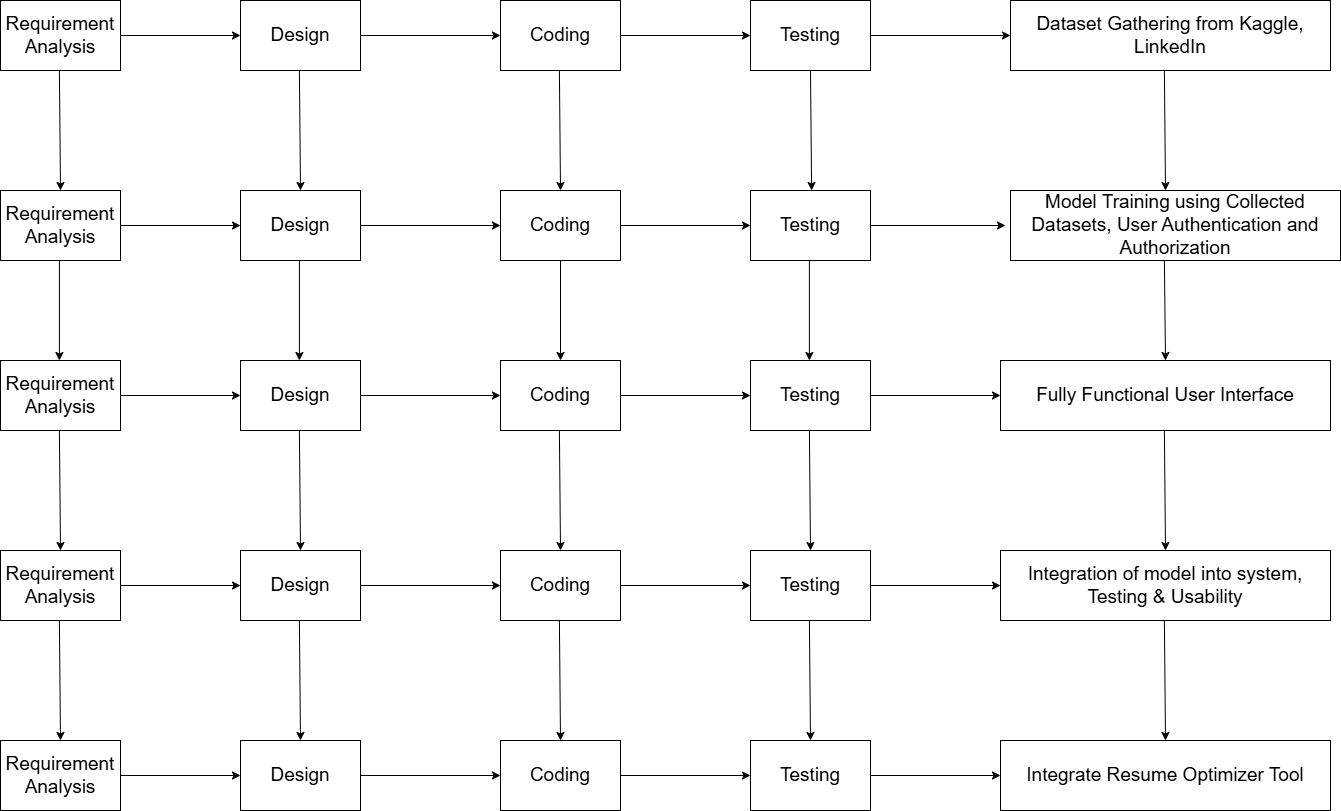 Requirement
Analysis
Design
Coding
Testing
Dataset Gathering from Kaggle,
LinkedIn
Requirement
Analysis
Design
Coding
Testing
Model Training using Collected
Datasets, User Authentication and
Authorization
Requirement
Analysis
Design
Coding
Testing
Fully Functional User Interface
Requirement
Analysis
Design
Coding
Testing
Integration of model into system,
Testing & Usability
Requirement
Analysis
Design
Coding
Testing
Integrate Resume Optimizer Tool